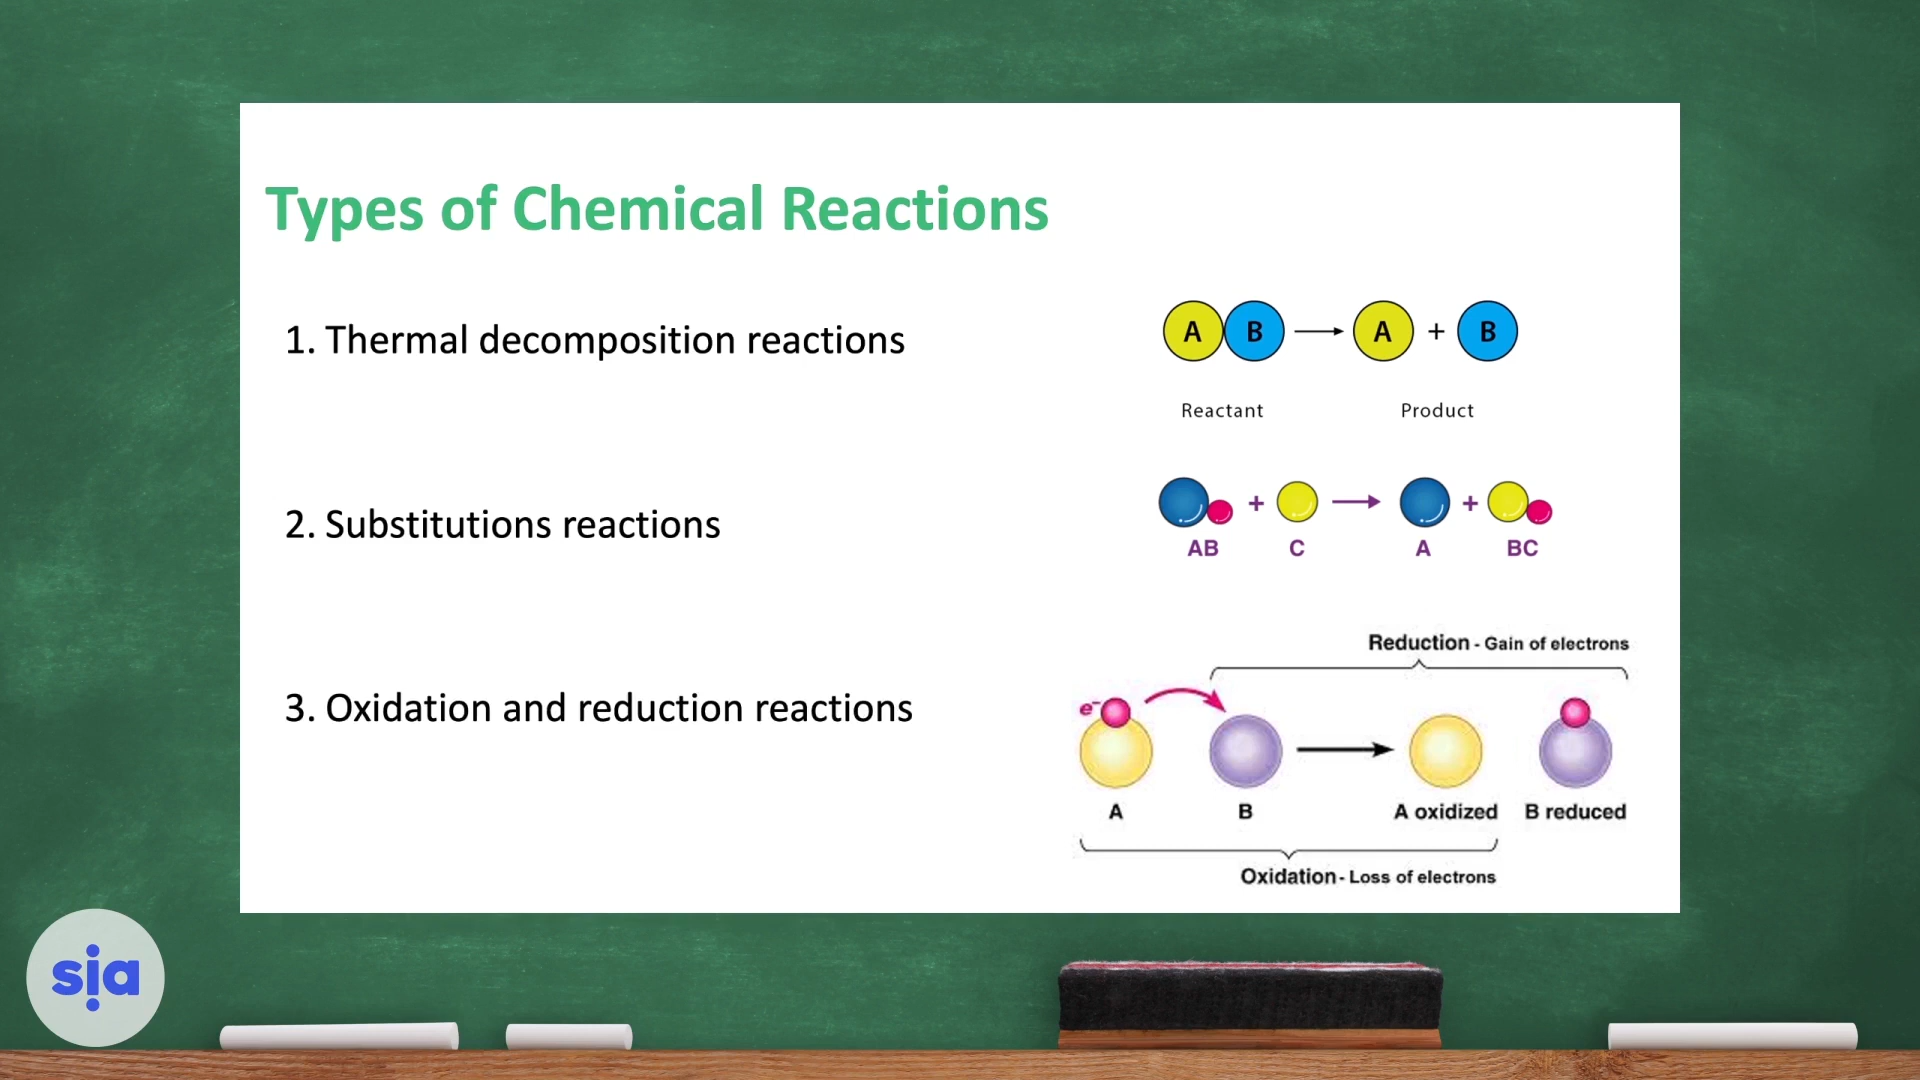 Types of Chemical Reactions
1. Thermal decomposition reactions
A B A + B
Reactant Product
2. Substitutions reactions
+ +
AB C A BC
3. Oxidation and reduction reactions
Reduction - Gain of electrons
e-
A B A oxidized B reduced
Oxidation - Loss of electrons
sia